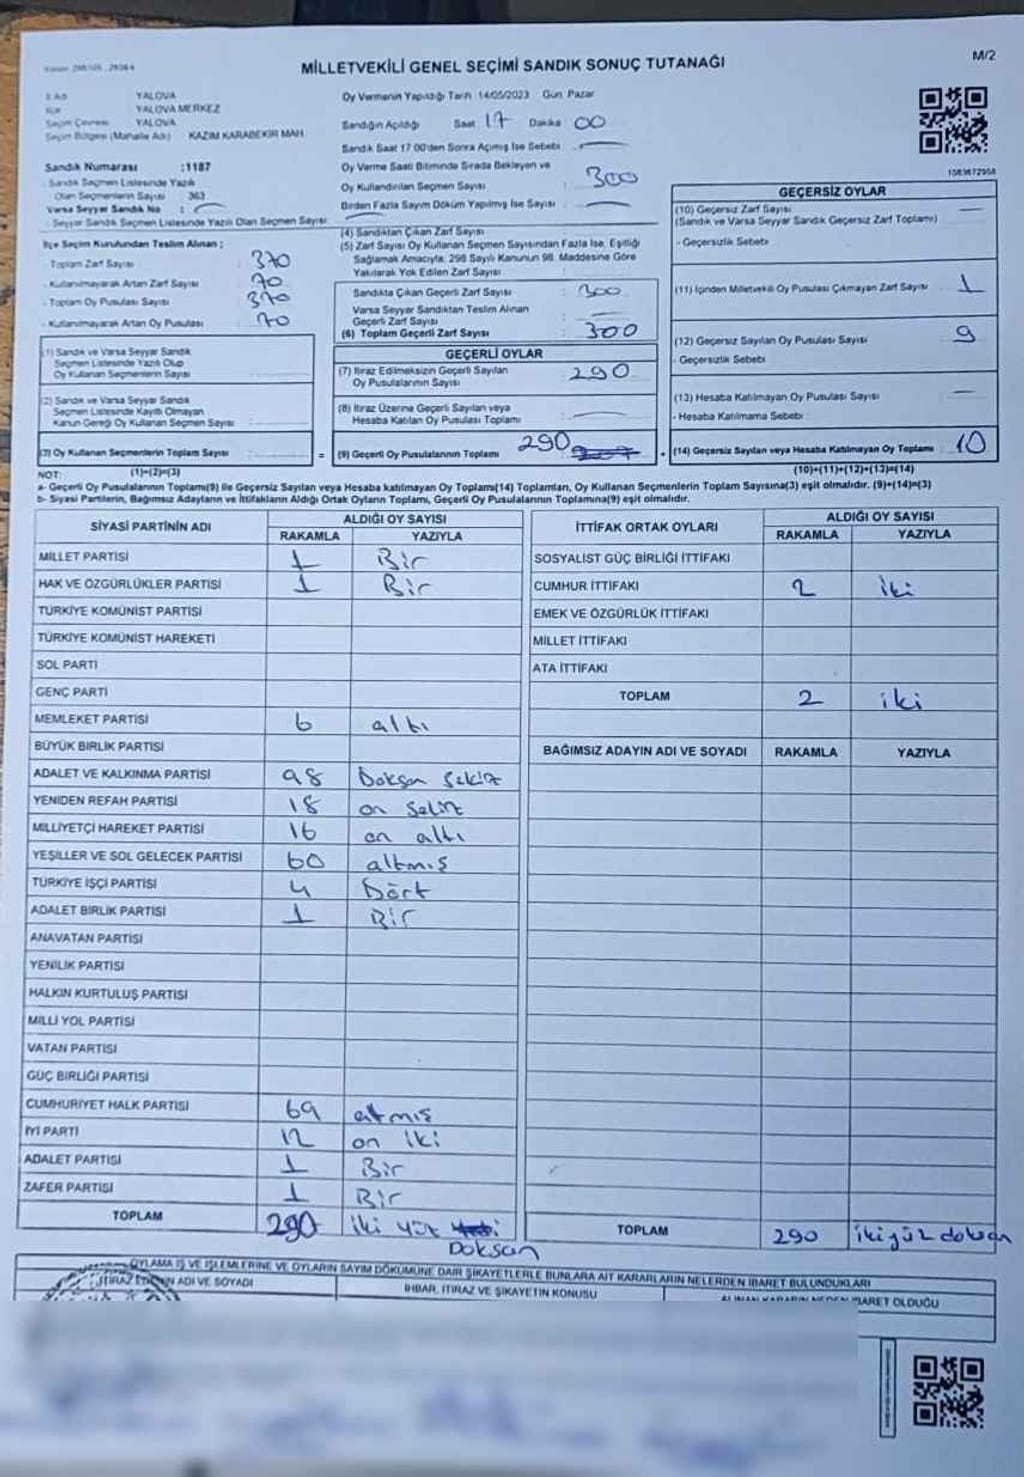 MİLLETVEKİLİ GENEL SEÇİMİ SANDIK SONUÇ TUTANAĞI
M/2
İl Adı YALOVA
İlçe YALOVA MERKEZ
Seçim Çevresi YALOVA
Seçim Bölgesi (Mahalle Adı) KAZIM KARABEKİR MAH.
Oy Vermenin Yapıldığı Tarih 14/05/2023 Gün Pazar
Sandığın Açıldığı Saat 17 Dakika 00
Sandık Saat 17:00'den Sonra Açımış İse Sebebi
Sandık Numarası :1187
- Sandık Seçmen Listesinde Yazılı
Olan Seçmenlerin Sayısı : 363
Varsa Seyyar Sandık No :
- Seyyar Sandık Seçmen Listesinde Yazılı Olan Seçmen Sayısı:
Oy Verme Saati Bitiminde Sırada Bekleyen ve
Oy Kullandırılan Seçmen Sayısı : 300
Birden Fazla Sayım Döküm Yapılmış İse Sayısı :
1583672958
İlçe Seçim Kurulundan Teslim Alınan ;
- Toplam Zarf Sayısı : 370
- Kullanılmayarak Artan Zarf Sayısı : 70
- Toplam Oy Pusulası Sayısı : 370
- Kullanılmayarak Artan Oy Pusulası : 70
(1) Sandık ve Varsa Seyyar Sandık
Seçmen Listesinde Yazılı Olup
Oy Kullanan Seçmenlerin Sayısı :
(2) Sandık ve Varsa Seyyar Sandık
Seçmen Listesinde Kayıtlı Olmayan
Kanun Gereği Oy Kullanan Seçmen Sayısı :
(3) Oy Kullanan Seçmenlerin Toplam Sayısı :
(4) Sandıktan Çıkan Zarf Sayısı :
(5) Zarf Sayısı Oy Kullanan Seçmen Sayısından Fazla İse, Eşitliği
Sağlamak Amacıyla, 298 Sayılı Kanunun 98. Maddesine Göre
Yakılarak Yok Edilen Zarf Sayısı :
Sandıkta Çıkan Geçerli Zarf Sayısı : 300
Varsa Seyyar Sandıktan Teslim Alınan
Geçerli Zarf Sayısı :
(6) Toplam Geçerli Zarf Sayısı : 300
GEÇERLİ OYLAR
(7) İtiraz Edilmeksizin Geçerli Sayılan
Oy Pusulalarının Sayısı : 290
(8) İtiraz Üzerine Geçerli Sayılan veya
Hesaba Katılan Oy Pusulası Toplamı :
= (9) Geçerli Oy Pusulalarının Toplamı 290
GEÇERSİZ OYLAR
(10) Geçersiz Zarf Sayısı
(Sandık ve Varsa Seyyar Sandık Geçersiz Zarf Toplamı) :
- Geçersizlik Sebebi
(11) İçinden Milletvekili Oy Pusulası Çıkmayan Zarf Sayısı : 1
(12) Geçersiz Sayılan Oy Pusulası Sayısı : 9
- Geçersizlik Sebebi
(13) Hesaba Katılmayan Oy Pusulası Sayısı :
- Hesaba Katılmama Sebebi :
+ (14) Geçersiz Sayılan veya Hesaba Katılmayan Oy Toplamı : 10
NOT: (1)+(2)=(3)
(10)+(11)+(12)+(13)=(14)
a- Geçerli Oy Pusulalarının Toplamı(9) ile Geçersiz Sayılan veya Hesaba katılmayan Oy Toplamı(14) Toplamları, Oy Kullanan Seçmenlerin Toplam Sayısına(3) eşit olmalıdır. (9)+(14)=(3)
b- Siyasi Partilerin, Bağımsız Adayların ve İttifakların Aldığı Ortak Oyların Toplamı, Geçerli Oy Pusulalarının Toplamına(9) eşit olmalıdır.
SİYASİ PARTİNİN ADI ALDIĞI OY SAYISI
RAKAMLA YAZIYLA
MİLLET PARTİSİ 1 Bir
HAK VE ÖZGÜRLÜKLER PARTİSİ 1 Bir
TÜRKİYE KOMÜNİST PARTİSİ
TÜRKİYE KOMÜNİST HAREKETİ
SOL PARTİ
GENÇ PARTİ
MEMLEKET PARTİSİ 6 altı
BÜYÜK BİRLİK PARTİSİ
ADALET VE KALKINMA PARTİSİ 98 Doksan Sekiz
YENİDEN REFAH PARTİSİ 18 on Sekiz
MİLLİYETÇİ HAREKET PARTİSİ 16 on altı
YEŞİLLER VE SOL GELECEK PARTİSİ 60 altmış
TÜRKİYE İŞÇİ PARTİSİ 4 Dört
ADALET BİRLİK PARTİSİ 1 Bir
ANAVATAN PARTİSİ
YENİLİK PARTİSİ
HALKIN KURTULUŞ PARTİSİ
MİLLİ YOL PARTİSİ
VATAN PARTİSİ
GÜÇ BİRLİĞİ PARTİSİ
CUMHURİYET HALK PARTİSİ 69 atmış
İYİ PARTİ 12 on iki
ADALET PARTİSİ 1 Bir
ZAFER PARTİSİ 1 Bir
TOPLAM 290 iki yüz
Doksan
İTTİFAK ORTAK OYLARI ALDIĞI OY SAYISI
RAKAMLA YAZIYLA
SOSYALİST GÜÇ BİRLİĞİ İTTİFAKI
CUMHUR İTTİFAKI 2 iki
EMEK VE ÖZGÜRLÜK İTTİFAKI
MİLLET İTTİFAKI
ATA İTTİFAKI
TOPLAM 2 iki
BAĞIMSIZ ADAYIN ADI VE SOYADI RAKAMLA YAZIYLA
TOPLAM 290 ikiyüz doksan
OYLAMA İŞ VE İŞLEMLERİNE VE OYLARIN SAYIM DÖKÜMÜNE DAİR ŞİKAYETLERLE BUNLARA AİT KARARLARIN NELERDEN İBARET BULUNDUKLARI
İTİRAZ EDENİN ADI VE SOYADI
İHBAR, İTİRAZ VE ŞİKAYETİN KONUSU
ALINAN KARARIN NEDEN İBARET OLDUĞU